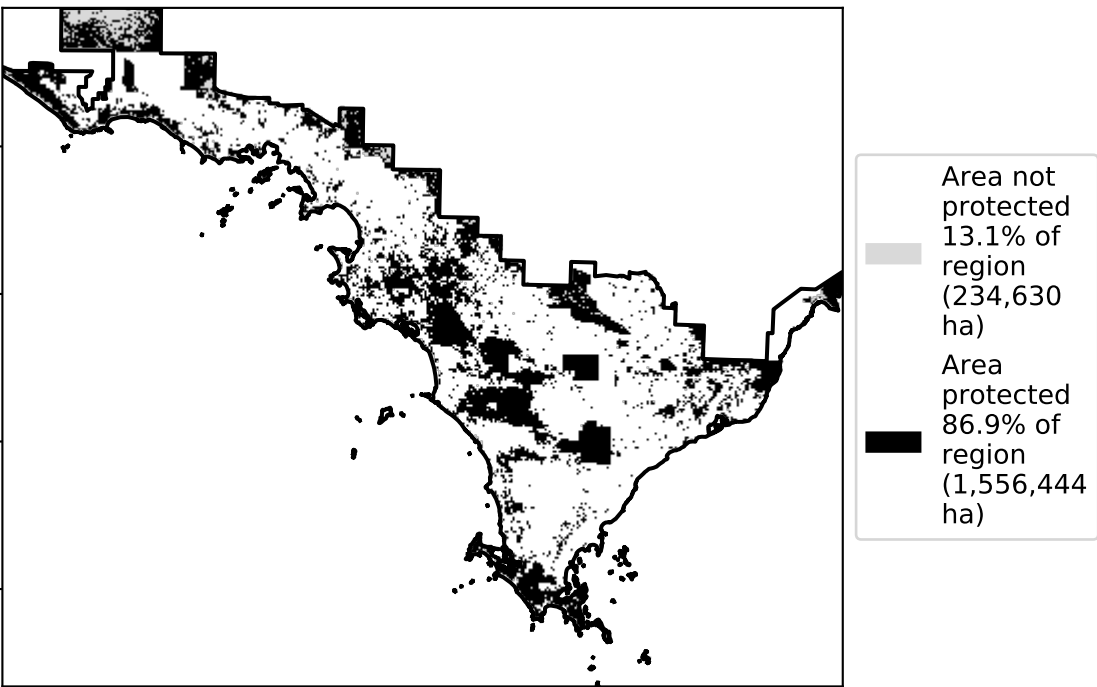 Area not
protected
13.1% of
region
(234,630
ha)
Area
protected
86.9% of
region
(1,556,444
ha)